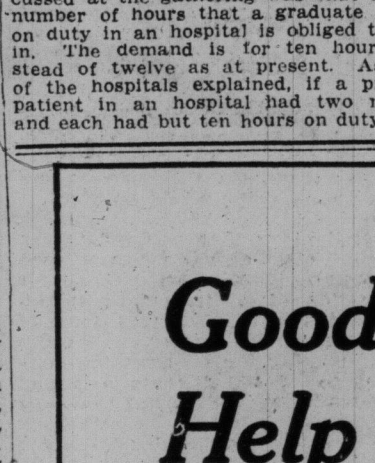 number of hours that a graduate
on duty in an hospital is obliged t
in. The demand is for ten hour
stead of twelve as at present. A
of the hospitals explained, if a p
patient in an hospital had two
and each had but ten hours on duty
Good
Help